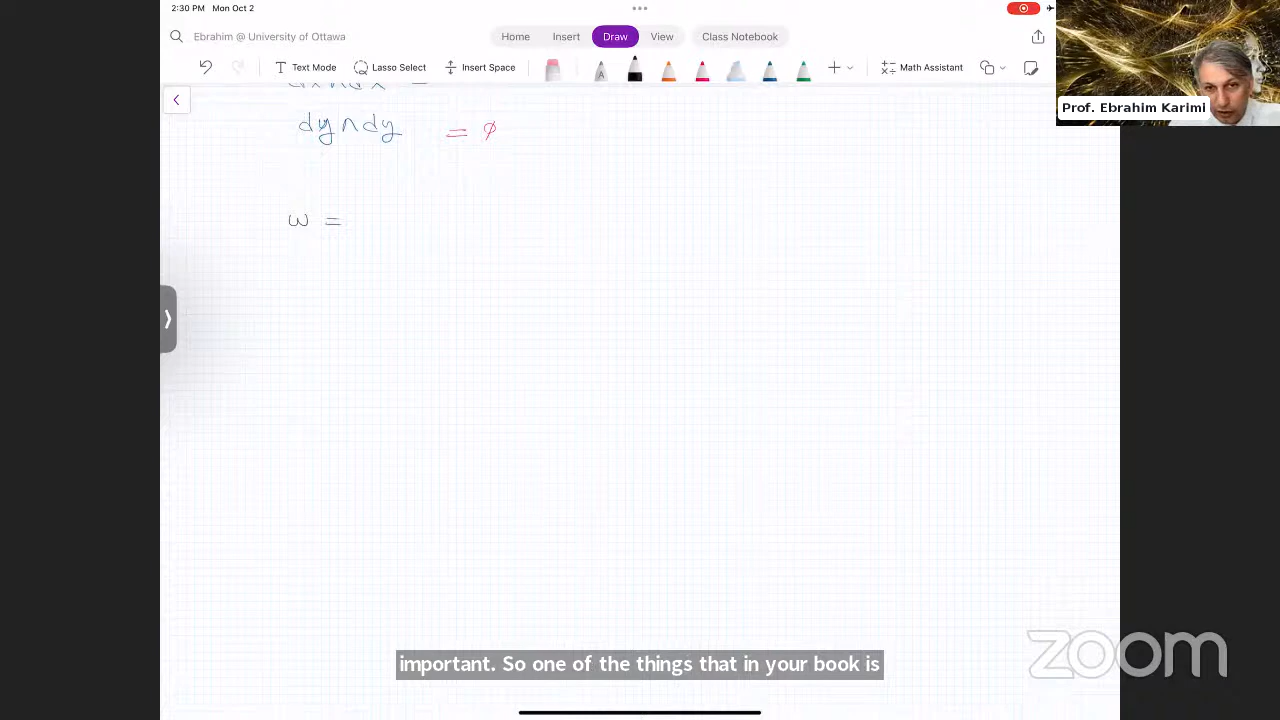 2:30 PM Mon Oct 2
Ebrahim @ University of Ottawa
Home Insert Draw View Class Notebook
Text Mode Lasso Select Insert Space Math Assistant
Prof. Ebrahim Karimi
dy∧dy = ϕ
ω =
important. So one of the things that in your book is
zoom